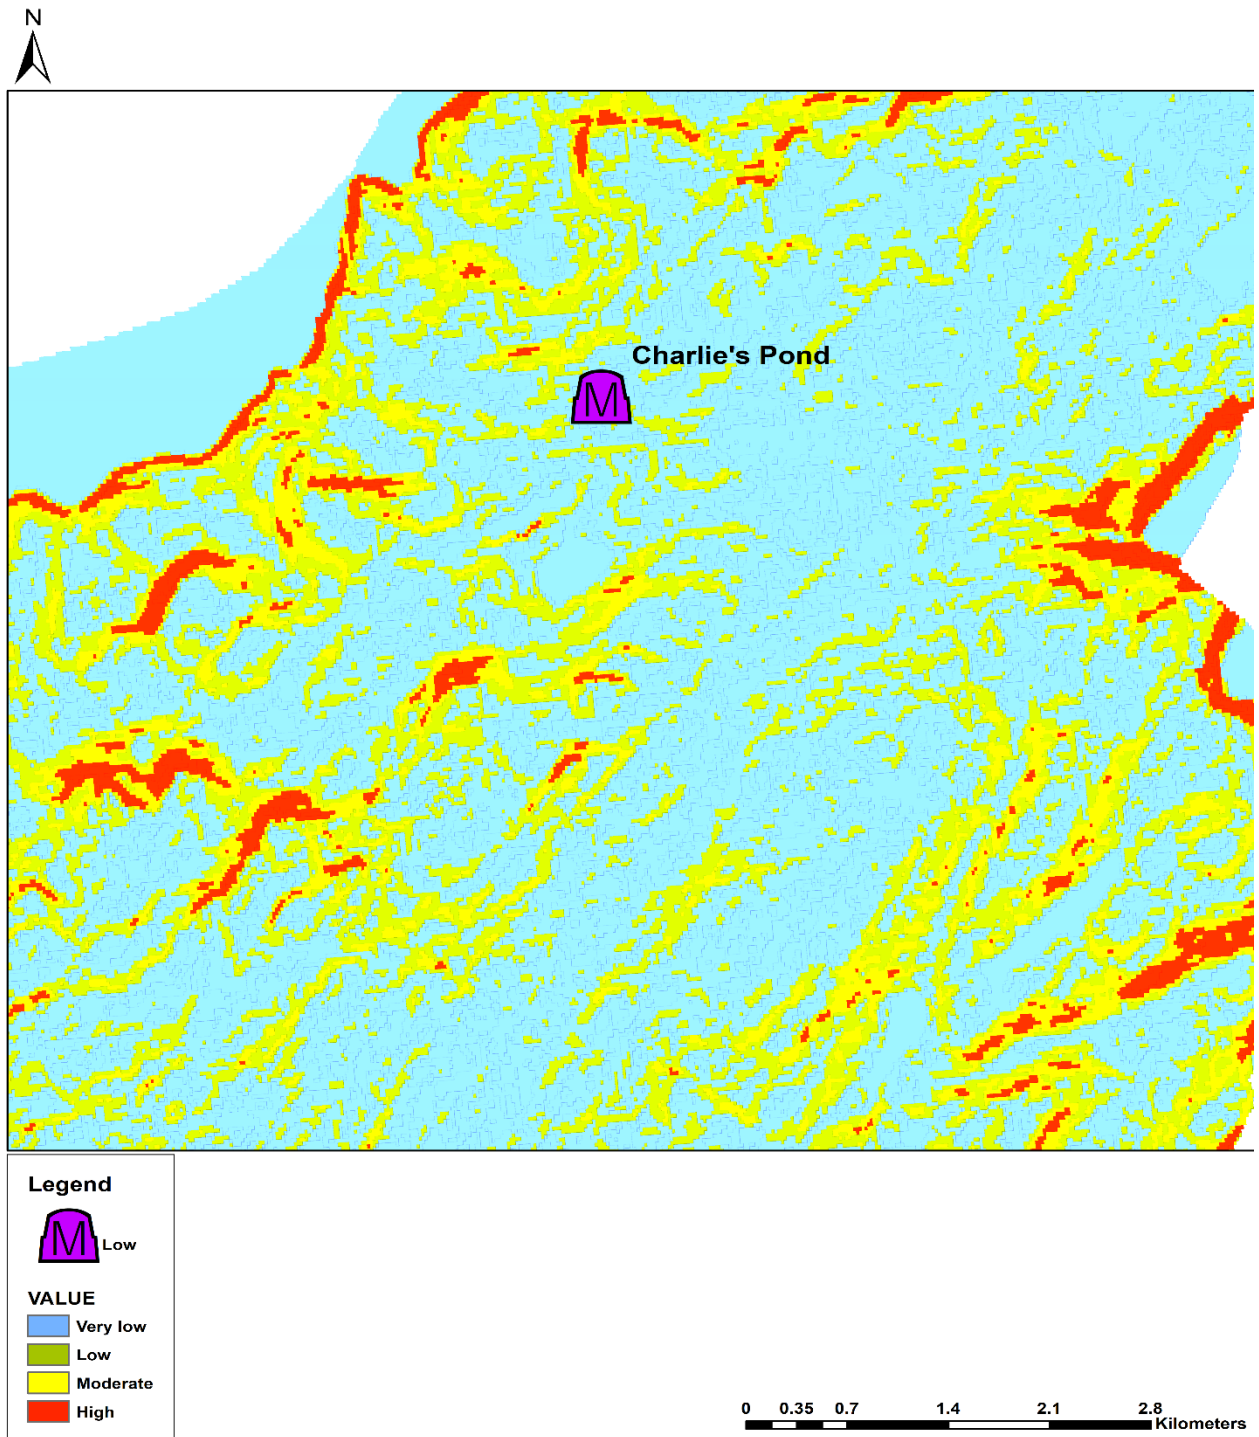 N
Charlie's Pond
M
Legend
M Low
VALUE
Very low
Low
Moderate
High
0 0.35 0.7 1.4 2.1 2.8
Kilometers